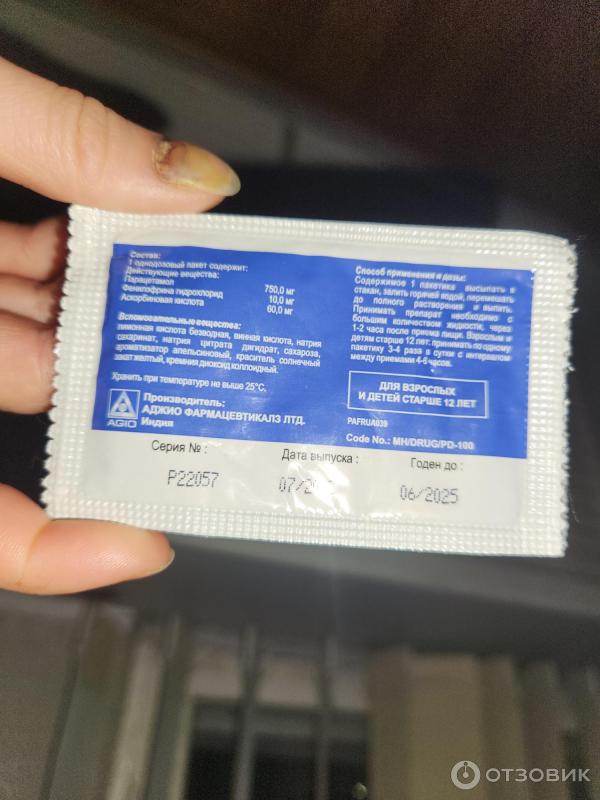 Состав:
1 однодозовый пакет содержит:
Действующие вещества:
Парацетамол 750,0 мг
Фенилэфрина гидрохлорид 10,0 мг
Аскорбиновая кислота 60,0 мг
Вспомогательные вещества:
лимонная кислота безводная, винная кислота, натрия
сахаринат, натрия цитрата дигидрат, сахароза,
ароматизатор апельсиновый, краситель солнечный
закат желтый, кремния диоксид коллоидный.
Хранить при температуре не выше 25°С.
Производитель:
АДЖИО ФАРМАЦЕВТИКАЛЗ ЛТД.
Индия
AGIO
Способ применения и дозы:
Содержимое 1 пакетика высыпать в
стакан, залить горячей водой, перемешать
до полного растворения и выпить.
Принимать препарат необходимо с
большим количеством жидкости, через
1-2 часа после приема пищи. Взрослым и
детям старше 12 лет: принимать по одному
пакетику 3-4 раза в сутки с интервалом
между приемами 4-6 часов.
ДЛЯ ВЗРОСЛЫХ
И ДЕТЕЙ СТАРШЕ 12 ЛЕТ
PAFRUA039
Code No.: MH/DRUG/PD-100
Серия № : Дата выпуска : Годен до :
P22057 07/2 06/2025
ОТЗОВИК